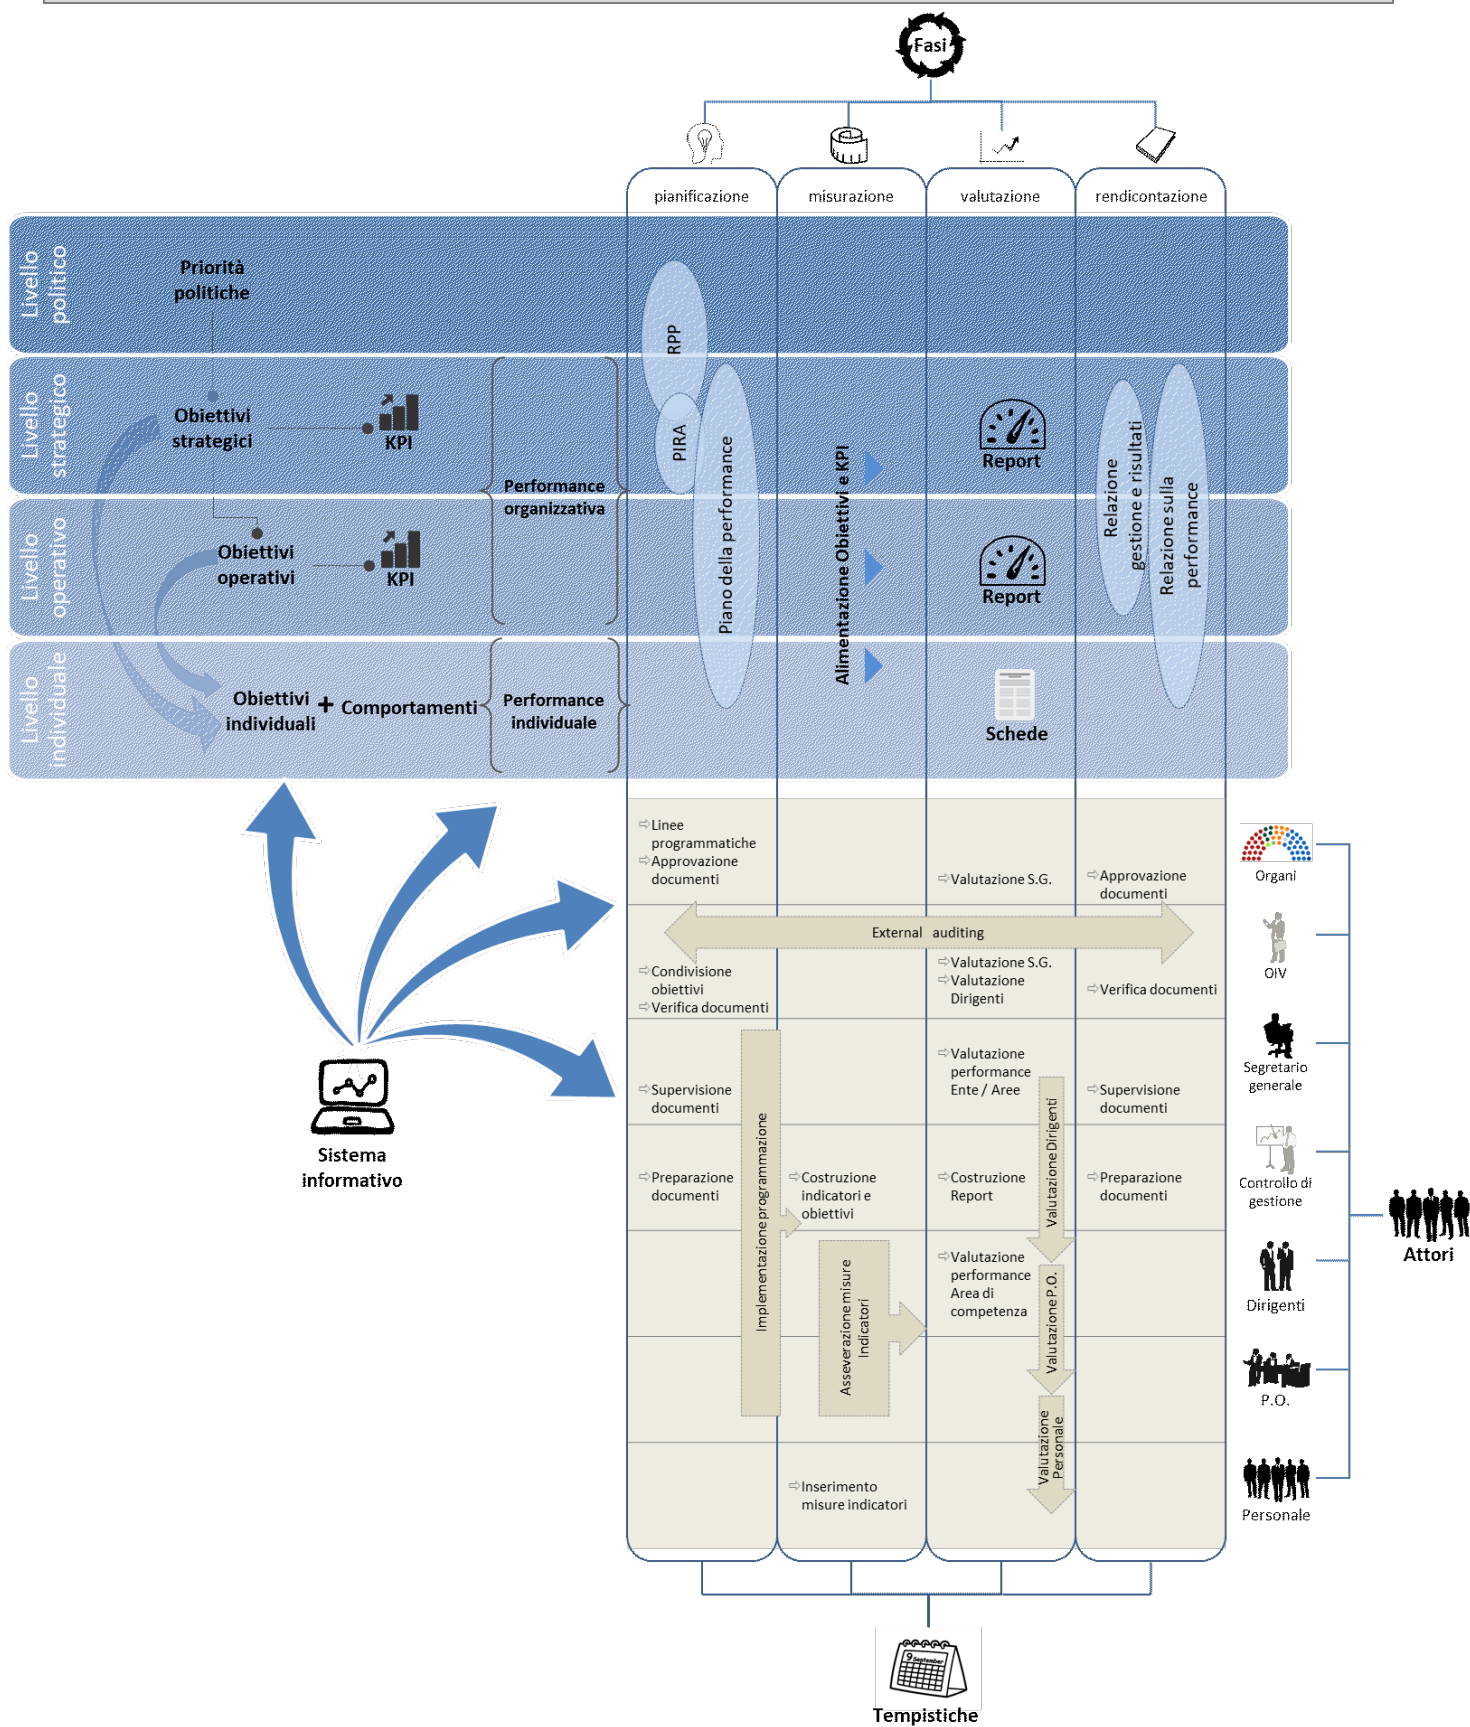 Fasi
pianificazione
misurazione
valutazione
rendicontazione
Livello
politico
Priorità
politiche
RPP
Livello
strategico
Obiettivi
strategici
KPI
PIRA
Report
Performance
organizzativa
Piano della performance
Alimentazione Obiettivi e KPI
Relazione
gestione e risultati
Relazione sulla
performance
Livello
operativo
Obiettivi
operativi
KPI
Report
Livello
individuale
Obiettivi
individuali
+
Comportamenti
Performance
individuale
Schede
Linee
programmatiche
Approvazione
documenti
Valutazione S.G.
Approvazione
documenti
Organi
External auditing
Condivisione
obiettivi
Verifica documenti
Valutazione S.G.
Valutazione
Dirigenti
Verifica documenti
OIV
Supervisione
documenti
Valutazione
performance
Ente / Aree
Supervisione
documenti
Segretario
generale
Implementazione programmazione
Valutazione Dirigenti
Preparazione
documenti
Costruzione
indicatori e
obiettivi
Costruzione
Report
Preparazione
documenti
Controllo di
gestione
Asseverazione misure
Indicatori
Valutazione
performance
Area di
competenza
Valutazione P.O.
Dirigenti
P.O.
Valutazione
Personale
Inserimento
misure indicatori
Personale
Attori
Sistema
informativo
9 September
Tempistiche